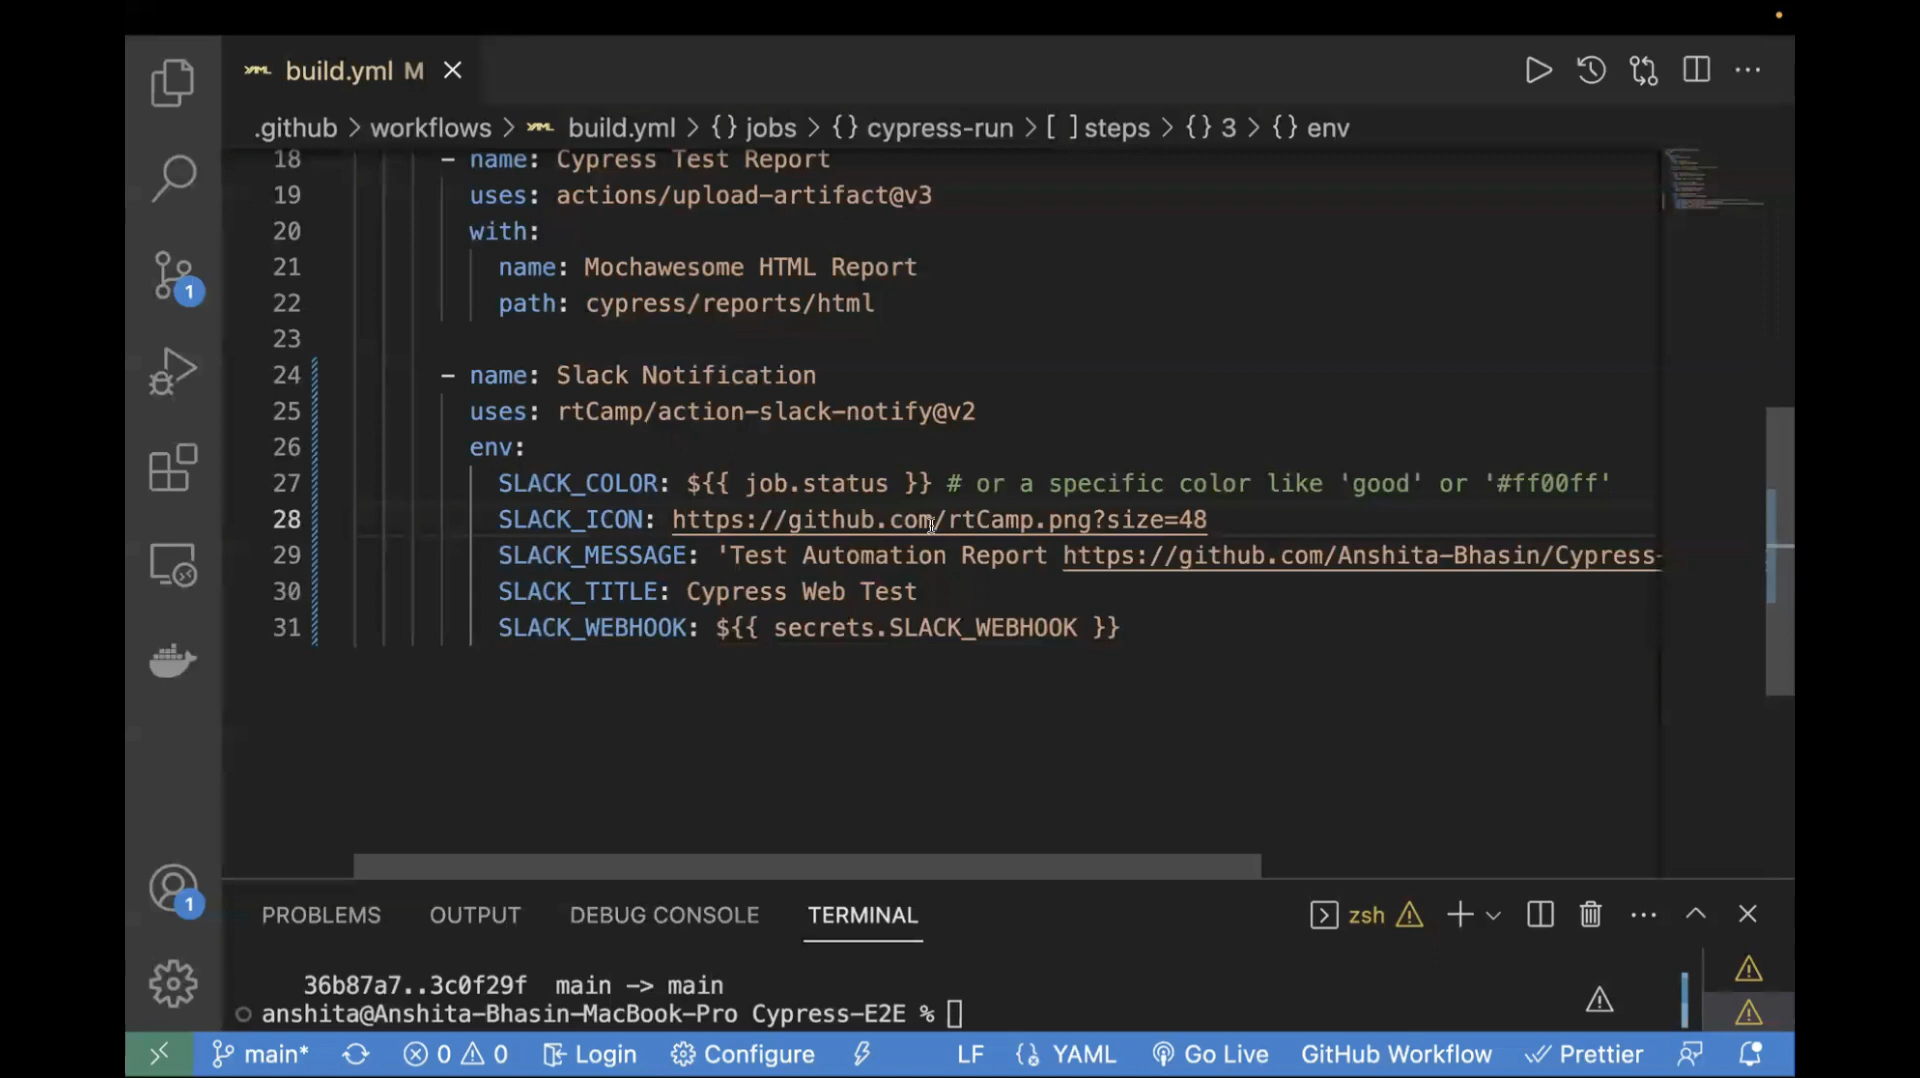 build.yml M
.github > workflows > build.yml > {} jobs > {} cypress-run > [ ] steps > {} 3 > {} env
18 - name: Cypress Test Report
19 uses: actions/upload-artifact@v3
20 with:
21 name: Mochawesome HTML Report
22 path: cypress/reports/html
23
24 - name: Slack Notification
25 uses: rtCamp/action-slack-notify@v2
26 env:
27 SLACK_COLOR: ${{ job.status }} # or a specific color like 'good' or '#ff00ff'
28 SLACK_ICON: https://github.com/rtCamp.png?size=48
29 SLACK_MESSAGE: 'Test Automation Report https://github.com/Anshita-Bhasin/Cypress-
30 SLACK_TITLE: Cypress Web Test
31 SLACK_WEBHOOK: ${{ secrets.SLACK_WEBHOOK }}
1
1
PROBLEMS OUTPUT DEBUG CONSOLE TERMINAL zsh
36b87a7..3c0f29f main -> main
anshita@Anshita-Bhasin-MacBook-Pro Cypress-E2E %
main* 0 0 Login Configure LF {} YAML Go Live GitHub Workflow Prettier